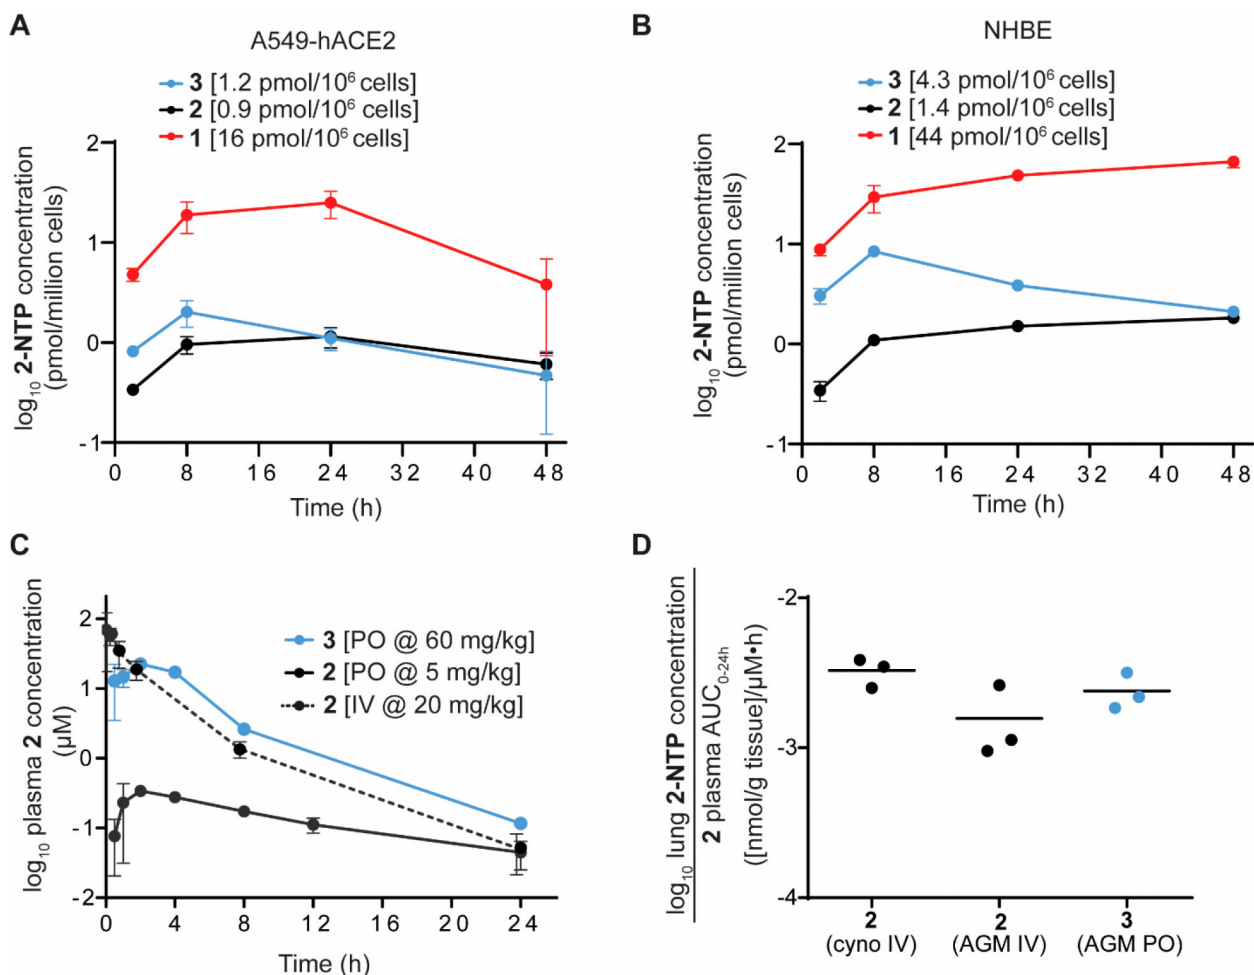 A
A549-hACE2
3 [1.2 pmol/10⁶ cells]
2 [0.9 pmol/10⁶ cells]
1 [16 pmol/10⁶ cells]
log₁₀ 2-NTP concentration
(pmol/million cells)
2
1
0
-1
0 8 16 24 32 40 48
Time (h)
B
NHBE
3 [4.3 pmol/10⁶ cells]
2 [1.4 pmol/10⁶ cells]
1 [44 pmol/10⁶ cells]
log₁₀ 2-NTP concentration
(pmol/million cells)
2
1
0
-1
0 8 16 24 32 40 48
Time (h)
C
3 [PO @ 60 mg/kg]
2 [PO @ 5 mg/kg]
2 [IV @ 20 mg/kg]
log₁₀ plasma 2 concentration
(µM)
2
1
0
-1
-2
0 4 8 12 16 20 24
Time (h)
D
log₁₀ lung 2-NTP concentration
2 plasma AUC₀₋₂₄ₕ
([nmol/g tissue]/µM•h)
-2
-3
-4
2 2 3
(cyno IV) (AGM IV) (AGM PO)